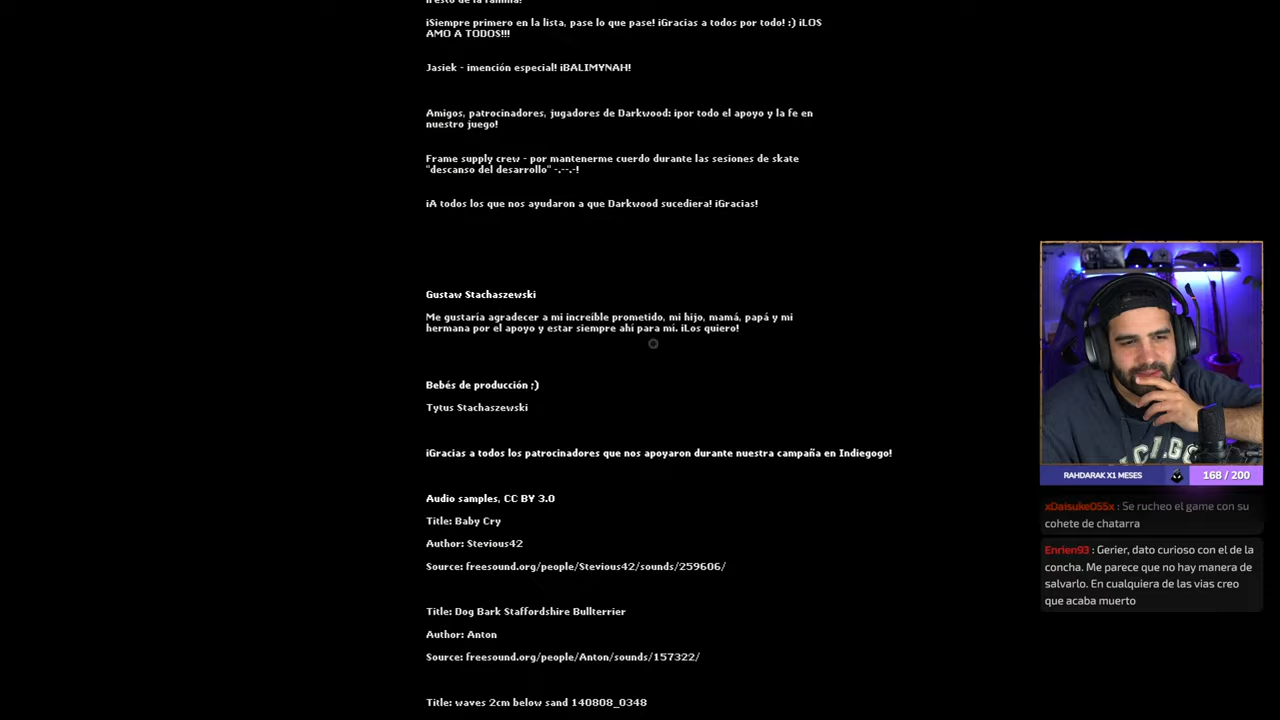 ¡Siempre primero en la lista, pase lo que pase! ¡Gracias a todos por todo! :) ¡LOS
AMO A TODOS!!!
Jasiek - ¡mención especial! ¡BALIMYNAH!
Amigos, patrocinadores, jugadores de Darkwood: ¡por todo el apoyo y la fe en
nuestro juego!
Frame supply crew - por mantenerme cuerdo durante las sesiones de skate
"descanso del desarrollo" -.--.-!
¡A todos los que nos ayudaron a que Darkwood sucediera! ¡Gracias!
Gustaw Stachaszewski
Me gustaría agradecer a mi increíble prometido, mi hijo, mamá, papá y mi
hermana por el apoyo y estar siempre ahí para mi. ¡Los quiero!
Bebés de producción ;)
Tytus Stachaszewski
¡Gracias a todos los patrocinadores que nos apoyaron durante nuestra campaña en Indiegogo!
Audio samples, CC BY 3.0
Title: Baby Cry
Author: Stevious42
Source: freesound.org/people/Stevious42/sounds/259606/
Title: Dog Bark Staffordshire Bullterrier
Author: Anton
Source: freesound.org/people/Anton/sounds/157322/
Title: waves 2cm below sand 140808_0348
RAHDARAK X1 MESES
168 / 200
xDaisuke055x : Se rucheo el game con su
cohete de chatarra
Enrien93 : Gerier, dato curioso con el de la
concha. Me parece que no hay manera de
salvarlo. En cualquiera de las vias creo
que acaba muerto